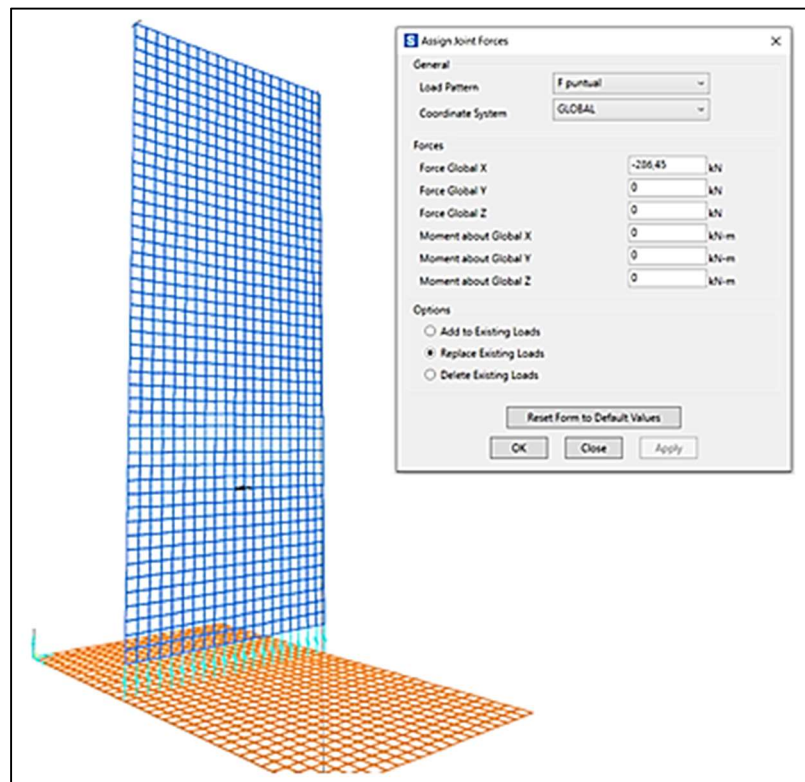 S Assign Joint Forces
General
Load Pattern F puntual
Coordinate System GLOBAL
Forces
Force Global X -286,45 kN
Force Global Y 0 kN
Force Global Z 0 kN
Moment about Global X 0 kN-m
Moment about Global Y 0 kN-m
Moment about Global Z 0 kN-m
Options
Add to Existing Loads
Replace Existing Loads
Delete Existing Loads
Reset Form to Default Values
OK Close Apply